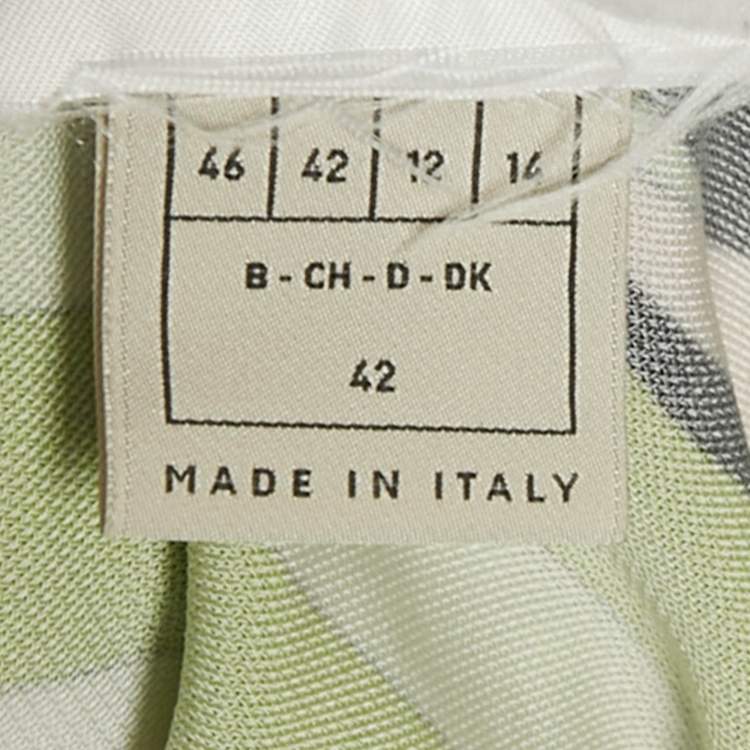 46 42 12 14
B - CH - D - DK
42
MADE IN ITALY